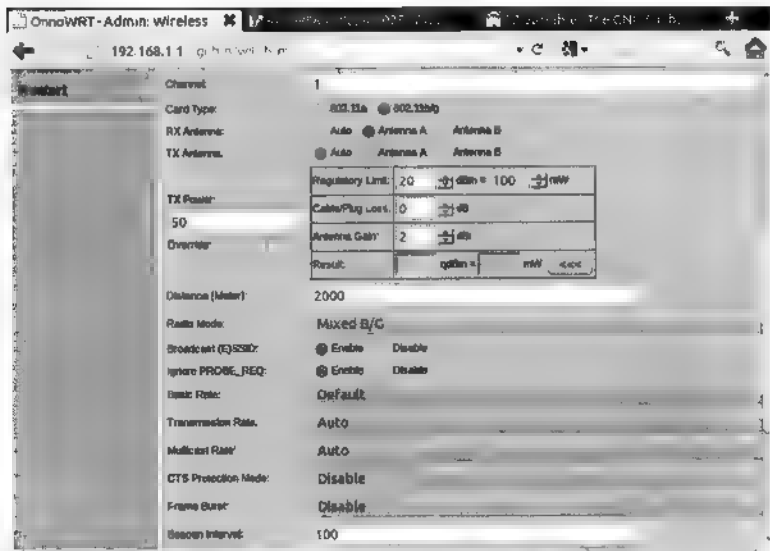 OnnoWRT - Admin: Wireless
192.168.1.1
Restart
Channel: 1
Card Type: 802.11a 802.11b/g
RX Antenna: Auto Antenna A Antenna B
TX Antenna: Auto Antenna A Antenna B
TX Power:
50
Override:
Regulatory Limit: 20 dBm = 100 mW
Cable/Plug Loss: 0 dB
Antenna Gain: 2 dBi
Result: qdBm = mW <<<
Distance (Meter): 2000
Radio Mode: Mixed B/G
Broadcast (E)SSID: Enable Disable
Ignore PROBE_REQ: Enable Disable
Basic Rate: Default
Transmission Rate: Auto
Multicast Rate: Auto
CTS Protection Mode: Disable
Frame Burst: Disable
Beacon Interval: 100